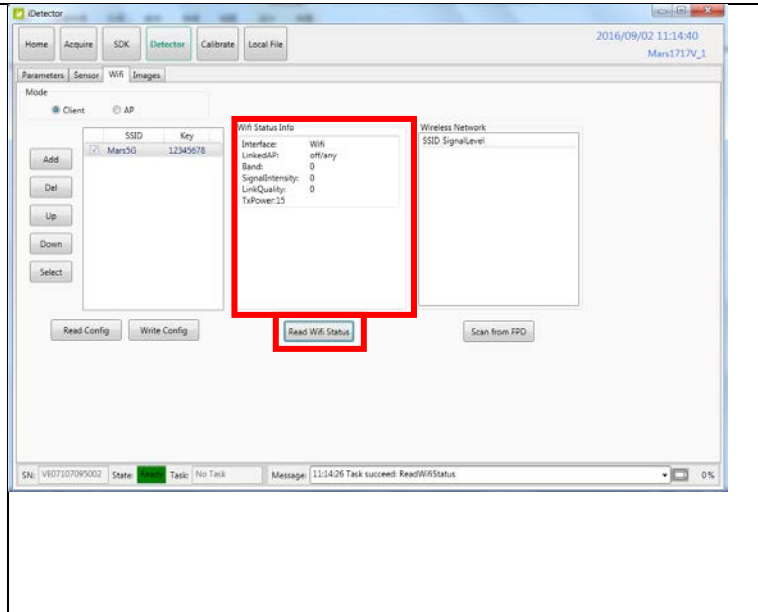 iDetector
Home Acquire SDK Detector Calibrate Local File
2016/09/02 11:14:40
Mars1717V_1
Parameters Sensor Wifi Images
Mode
Client AP
SSID Key
Mars5G 12345678
Add
Del
Up
Down
Select
Read Config Write Config
Wifi Status Info
Interface: Wifi
LinkedAP: off/any
Band: 0
SignalIntensity: 0
LinkQuality: 0
TxPower:15
Read Wifi Status
Wireless Network
SSID SignalLevel
Scan from FPD
SN: VE07107095002 State: Ready Task: No Task Message: 11:14:26 Task succeed: ReadWifiStatus 0%